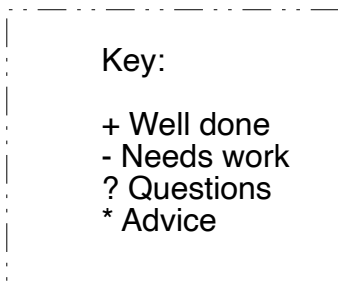 Key:
+ Well done
- Needs work
? Questions
* Advice